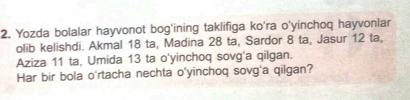 2. Yozda bolalar hayvonot bog'ining taklifiga ko'ra o'yinchoq hayvonlar
olib kelishdi. Akmal 18 ta, Madina 28 ta, Sardor 8 ta, Jasur 12 ta,
Aziza 11 ta, Umida 13 ta o'yinchoq sovg'a qilgan.
Har bir bola o'rtacha nechta o'yinchoq sovg'a qilgan?